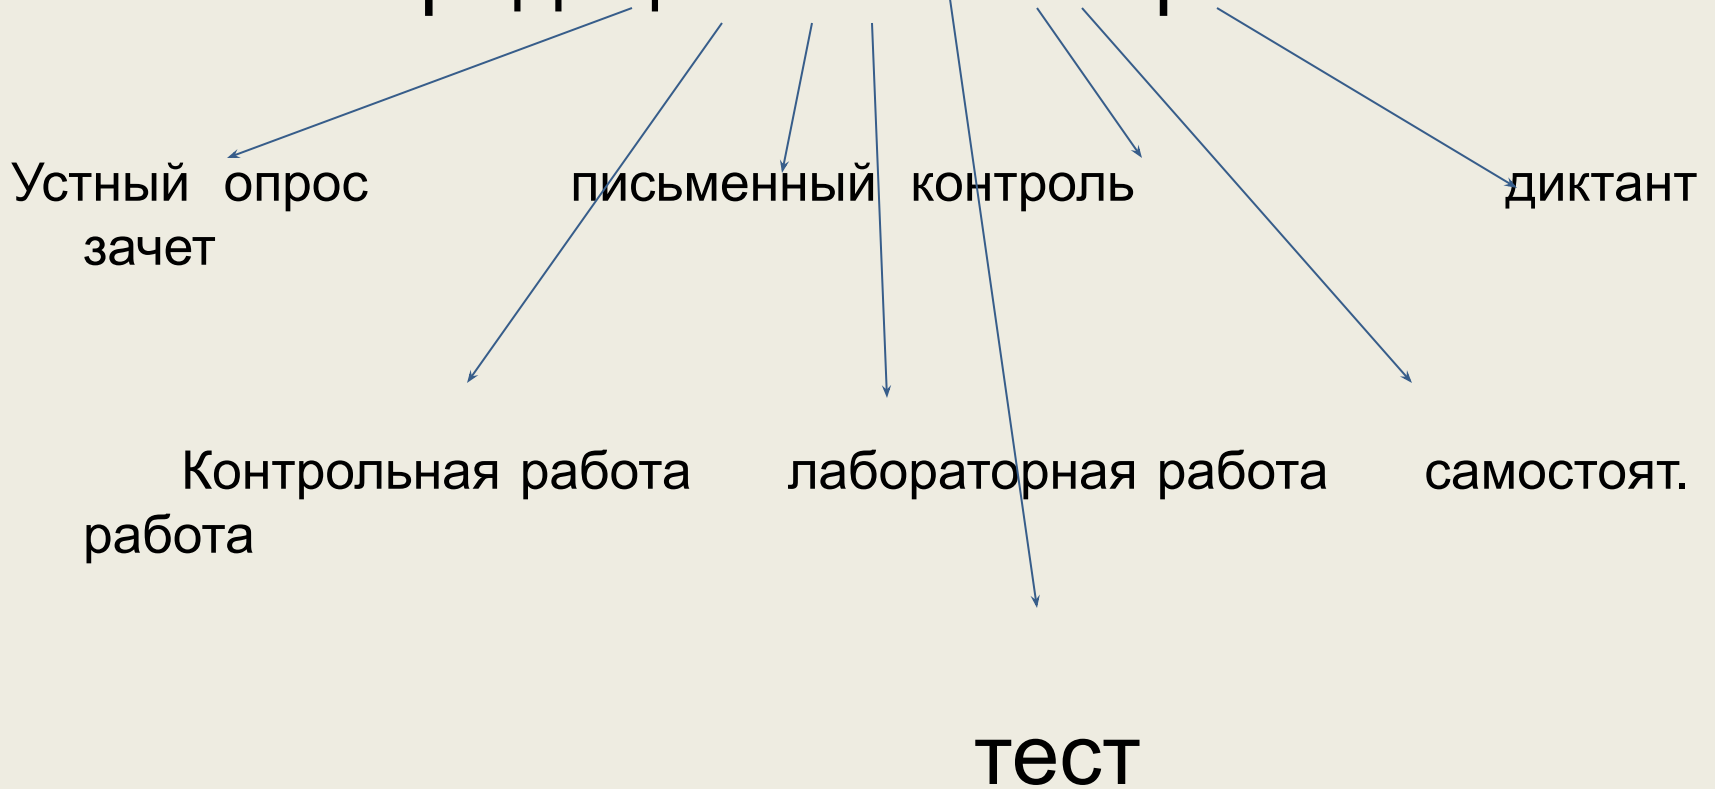 Устный опрос письменный контроль диктант
зачет
Контрольная работа лабораторная работа самостоят.
работа
тест